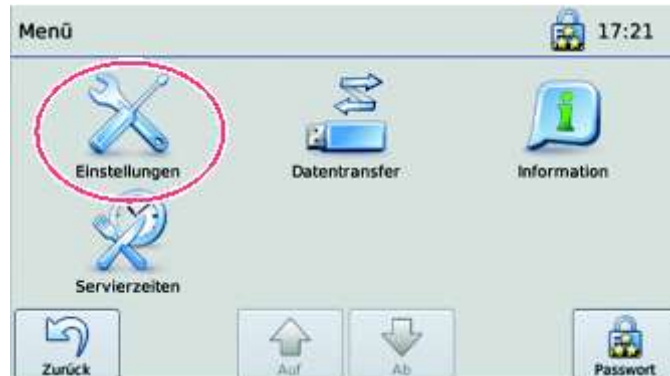 Menü 17:21
Einstellungen Datentransfer Information
Servierzeiten
Zurück Auf Ab Passwort